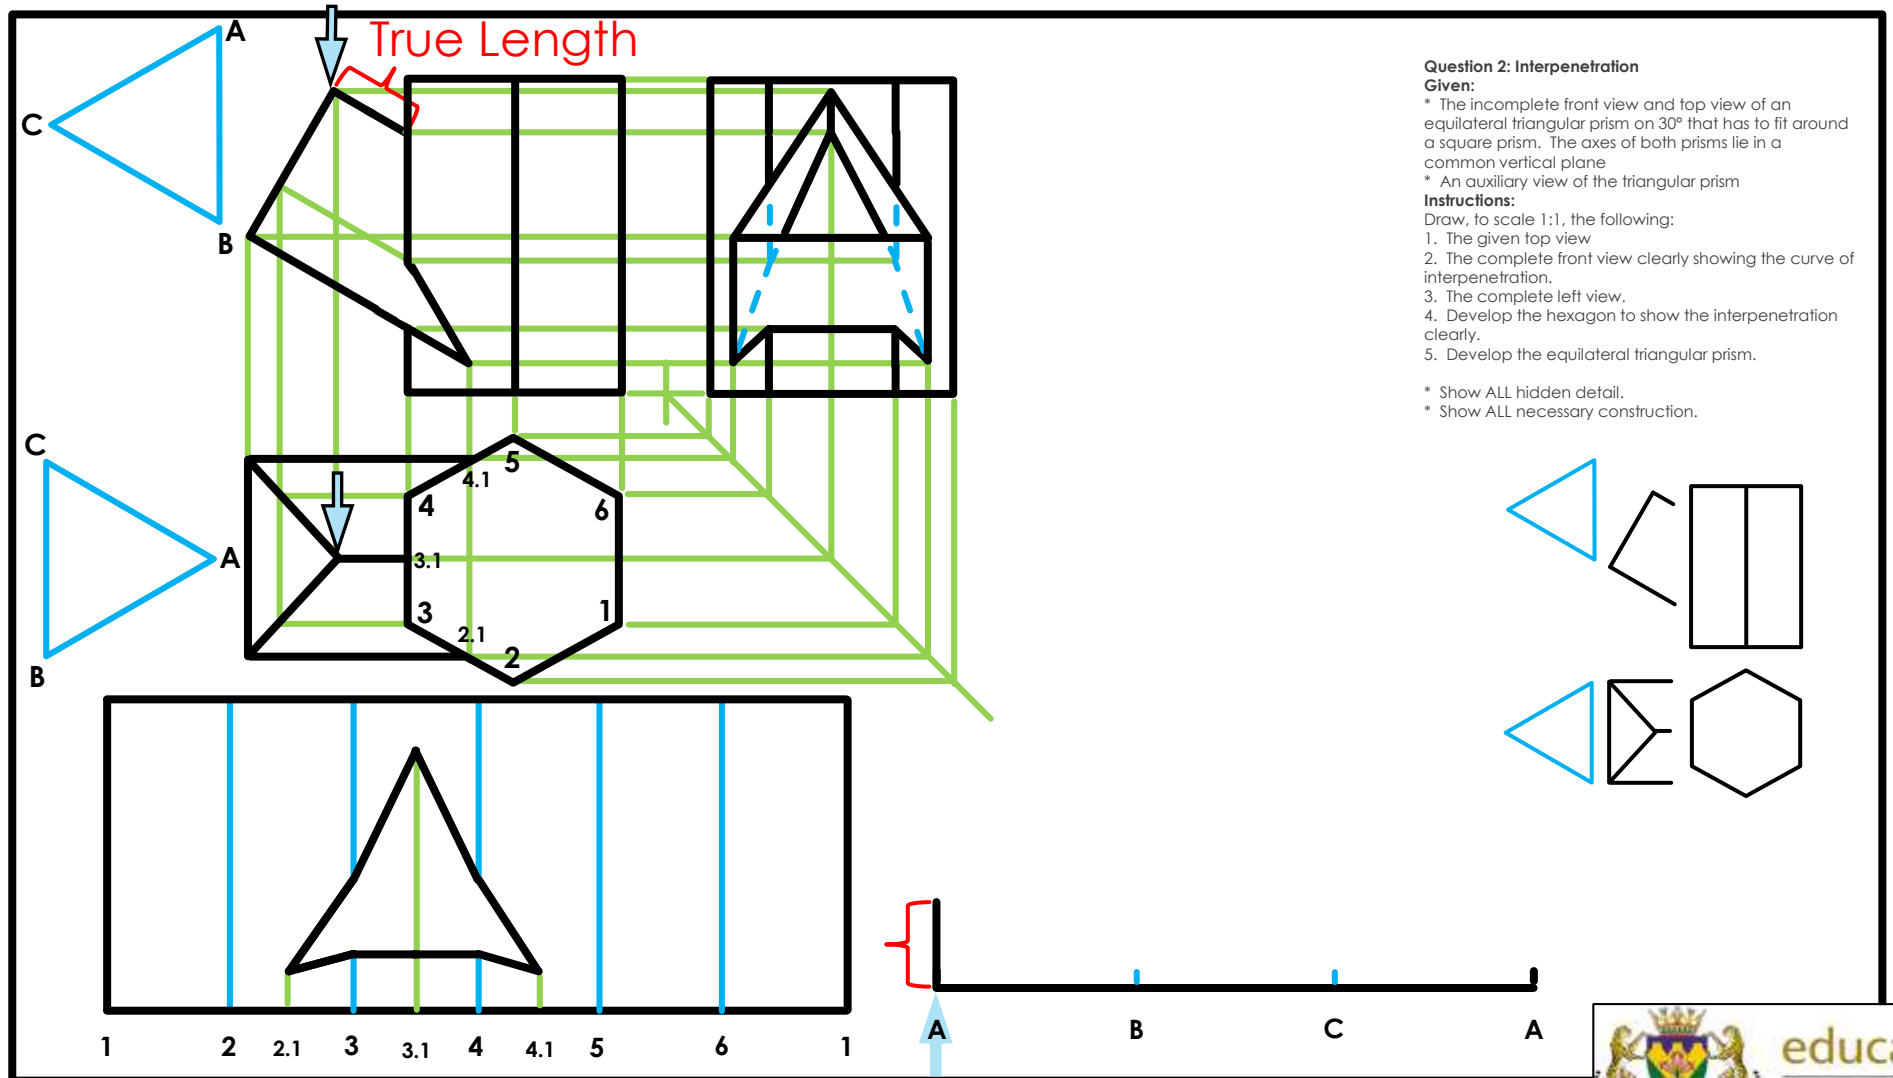 A
True Length
C
B
Question 2: Interpenetration
Given:
* The incomplete front view and top view of an
equilateral triangular prism on 30° that has to fit around
a square prism. The axes of both prisms lie in a
common vertical plane
* An auxiliary view of the triangular prism
Instructions:
Draw, to scale 1:1, the following:
1. The given top view
2. The complete front view clearly showing the curve of
interpenetration.
3. The complete left view.
4. Develop the hexagon to show the interpenetration
clearly.
5. Develop the equilateral triangular prism.
* Show ALL hidden detail.
* Show ALL necessary construction.
C
A
B
5
4.1
4
6
3.1
3
1
2.1
2
1 2 2.1 3 3.1 4 4.1 5 6 1
A B C A
educa